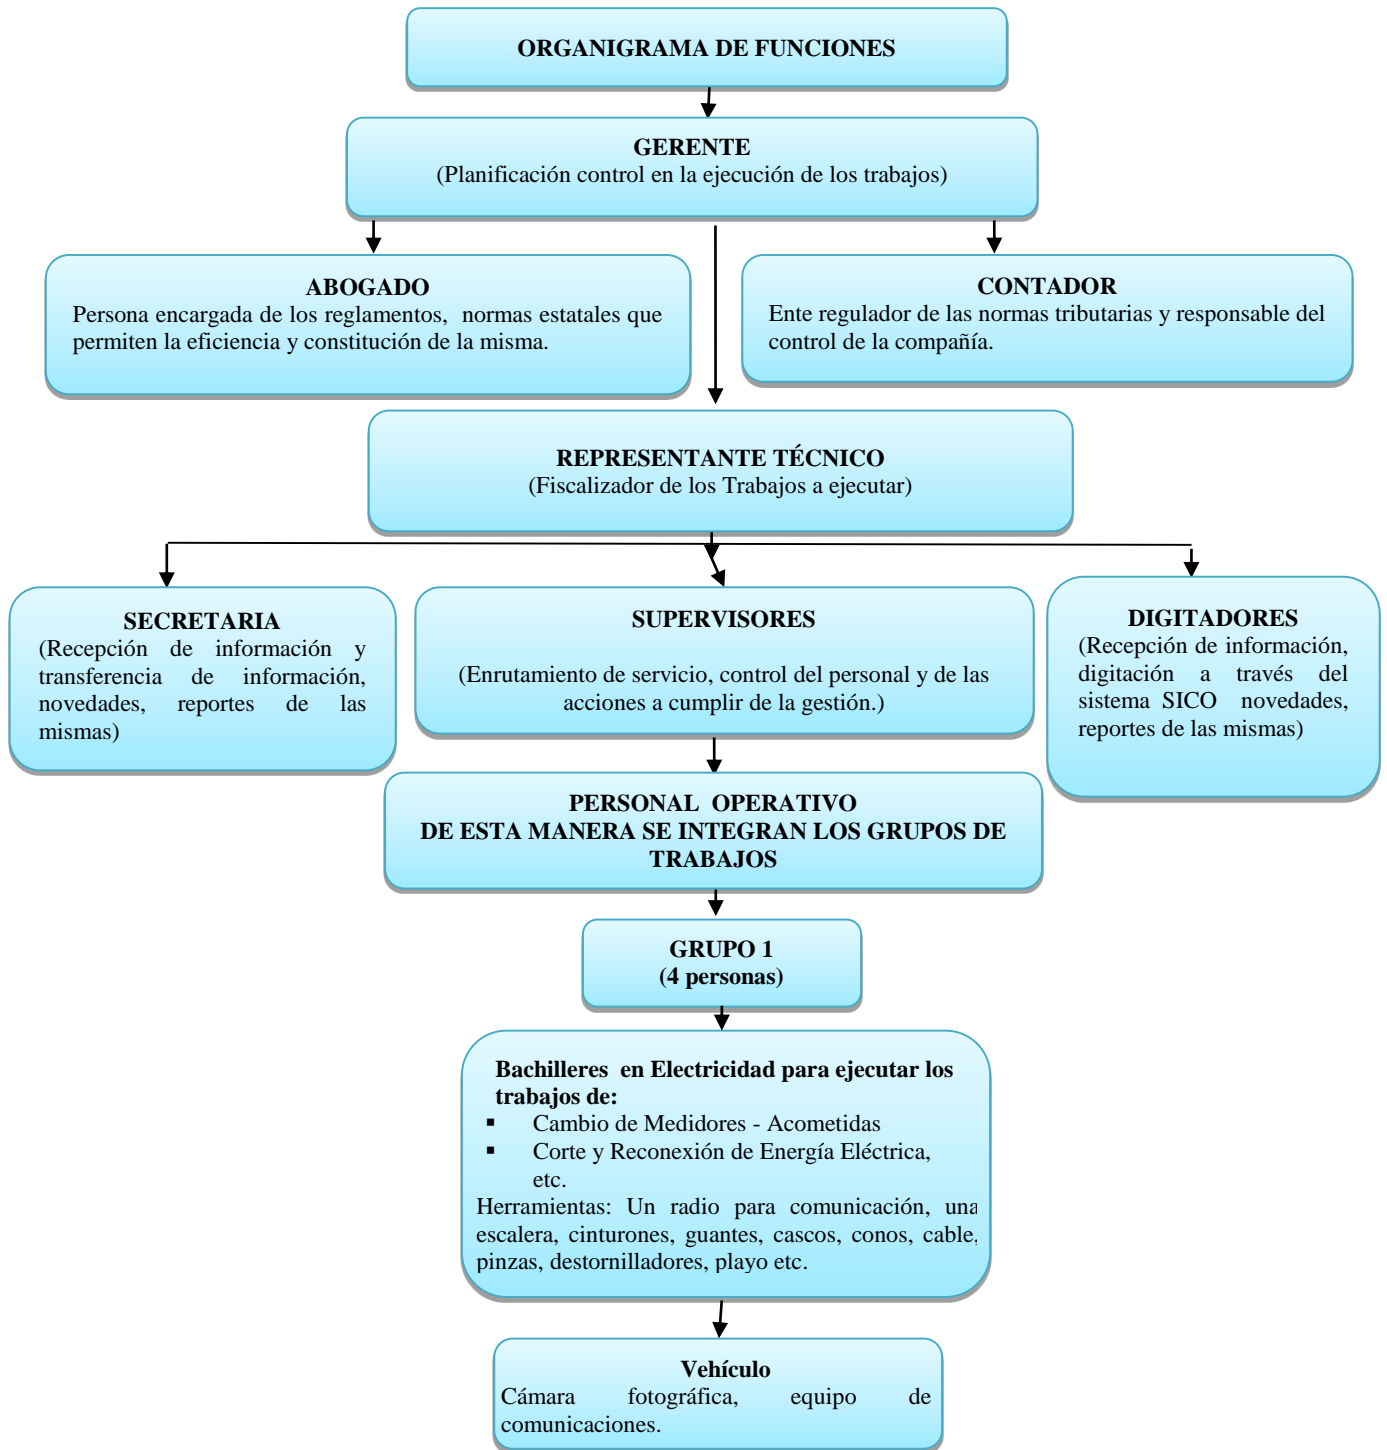 ORGANIGRAMA DE FUNCIONES
GERENTE
(Planificación control en la ejecución de los trabajos)
ABOGADO
Persona encargada de los reglamentos, normas estatales que
permiten la eficiencia y constitución de la misma.
CONTADOR
Ente regulador de las normas tributarias y responsable del
control de la compañía.
REPRESENTANTE TÉCNICO
(Fiscalizador de los Trabajos a ejecutar)
SECRETARIA
(Recepción de información y
transferencia de información,
novedades, reportes de las
mismas)
SUPERVISORES
(Enrutamiento de servicio, control del personal y de las
acciones a cumplir de la gestión.)
DIGITADORES
(Recepción de información,
digitación a través del
sistema SICO novedades,
reportes de las mismas)
PERSONAL OPERATIVO
DE ESTA MANERA SE INTEGRAN LOS GRUPOS DE
TRABAJOS
GRUPO 1
(4 personas)
Bachilleres en Electricidad para ejecutar los
trabajos de:
▪ Cambio de Medidores - Acometidas
▪ Corte y Reconexión de Energía Eléctrica,
etc.
Herramientas: Un radio para comunicación, una
escalera, cinturones, guantes, cascos, conos, cable,
pinzas, destornilladores, playo etc.
Vehículo
Cámara fotográfica, equipo de
comunicaciones.